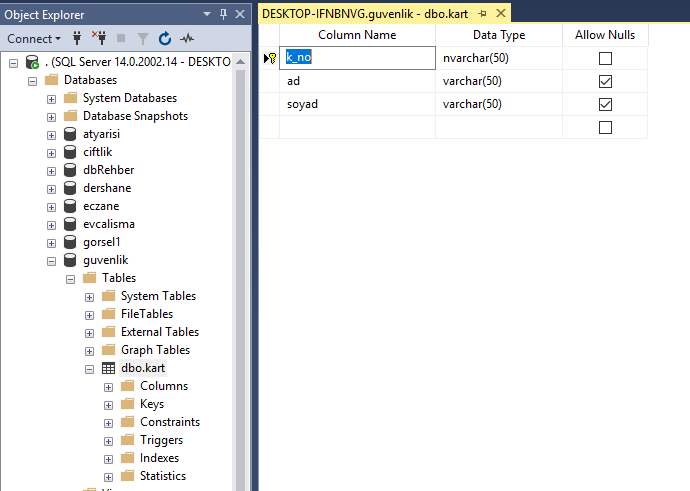 Object Explorer
Connect
. (SQL Server 14.0.2002.14 - DESKTO
Databases
System Databases
Database Snapshots
atyarisi
ciftlik
dbRehber
dershane
eczane
evcalisma
gorsel1
guvenlik
Tables
System Tables
FileTables
External Tables
Graph Tables
dbo.kart
Columns
Keys
Constraints
Triggers
Indexes
Statistics
DESKTOP-IFNBNVG.guvenlik - dbo.kart
Column Name Data Type Allow Nulls
k_no nvarchar(50)
ad varchar(50)
soyad varchar(50)